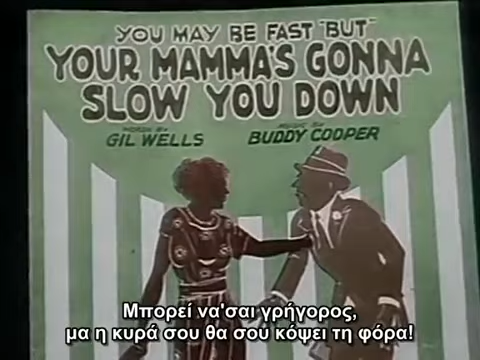 YOU MAY BE FAST "BUT"
YOUR MAMMA'S GONNA
SLOW YOU DOWN
WORDS BY
GIL WELLS
MUSIC BY
BUDDY COOPER
Μπορεί να'σαι γρήγορος,
μα η κυρά σου θα σού κόψει τη φόρα!